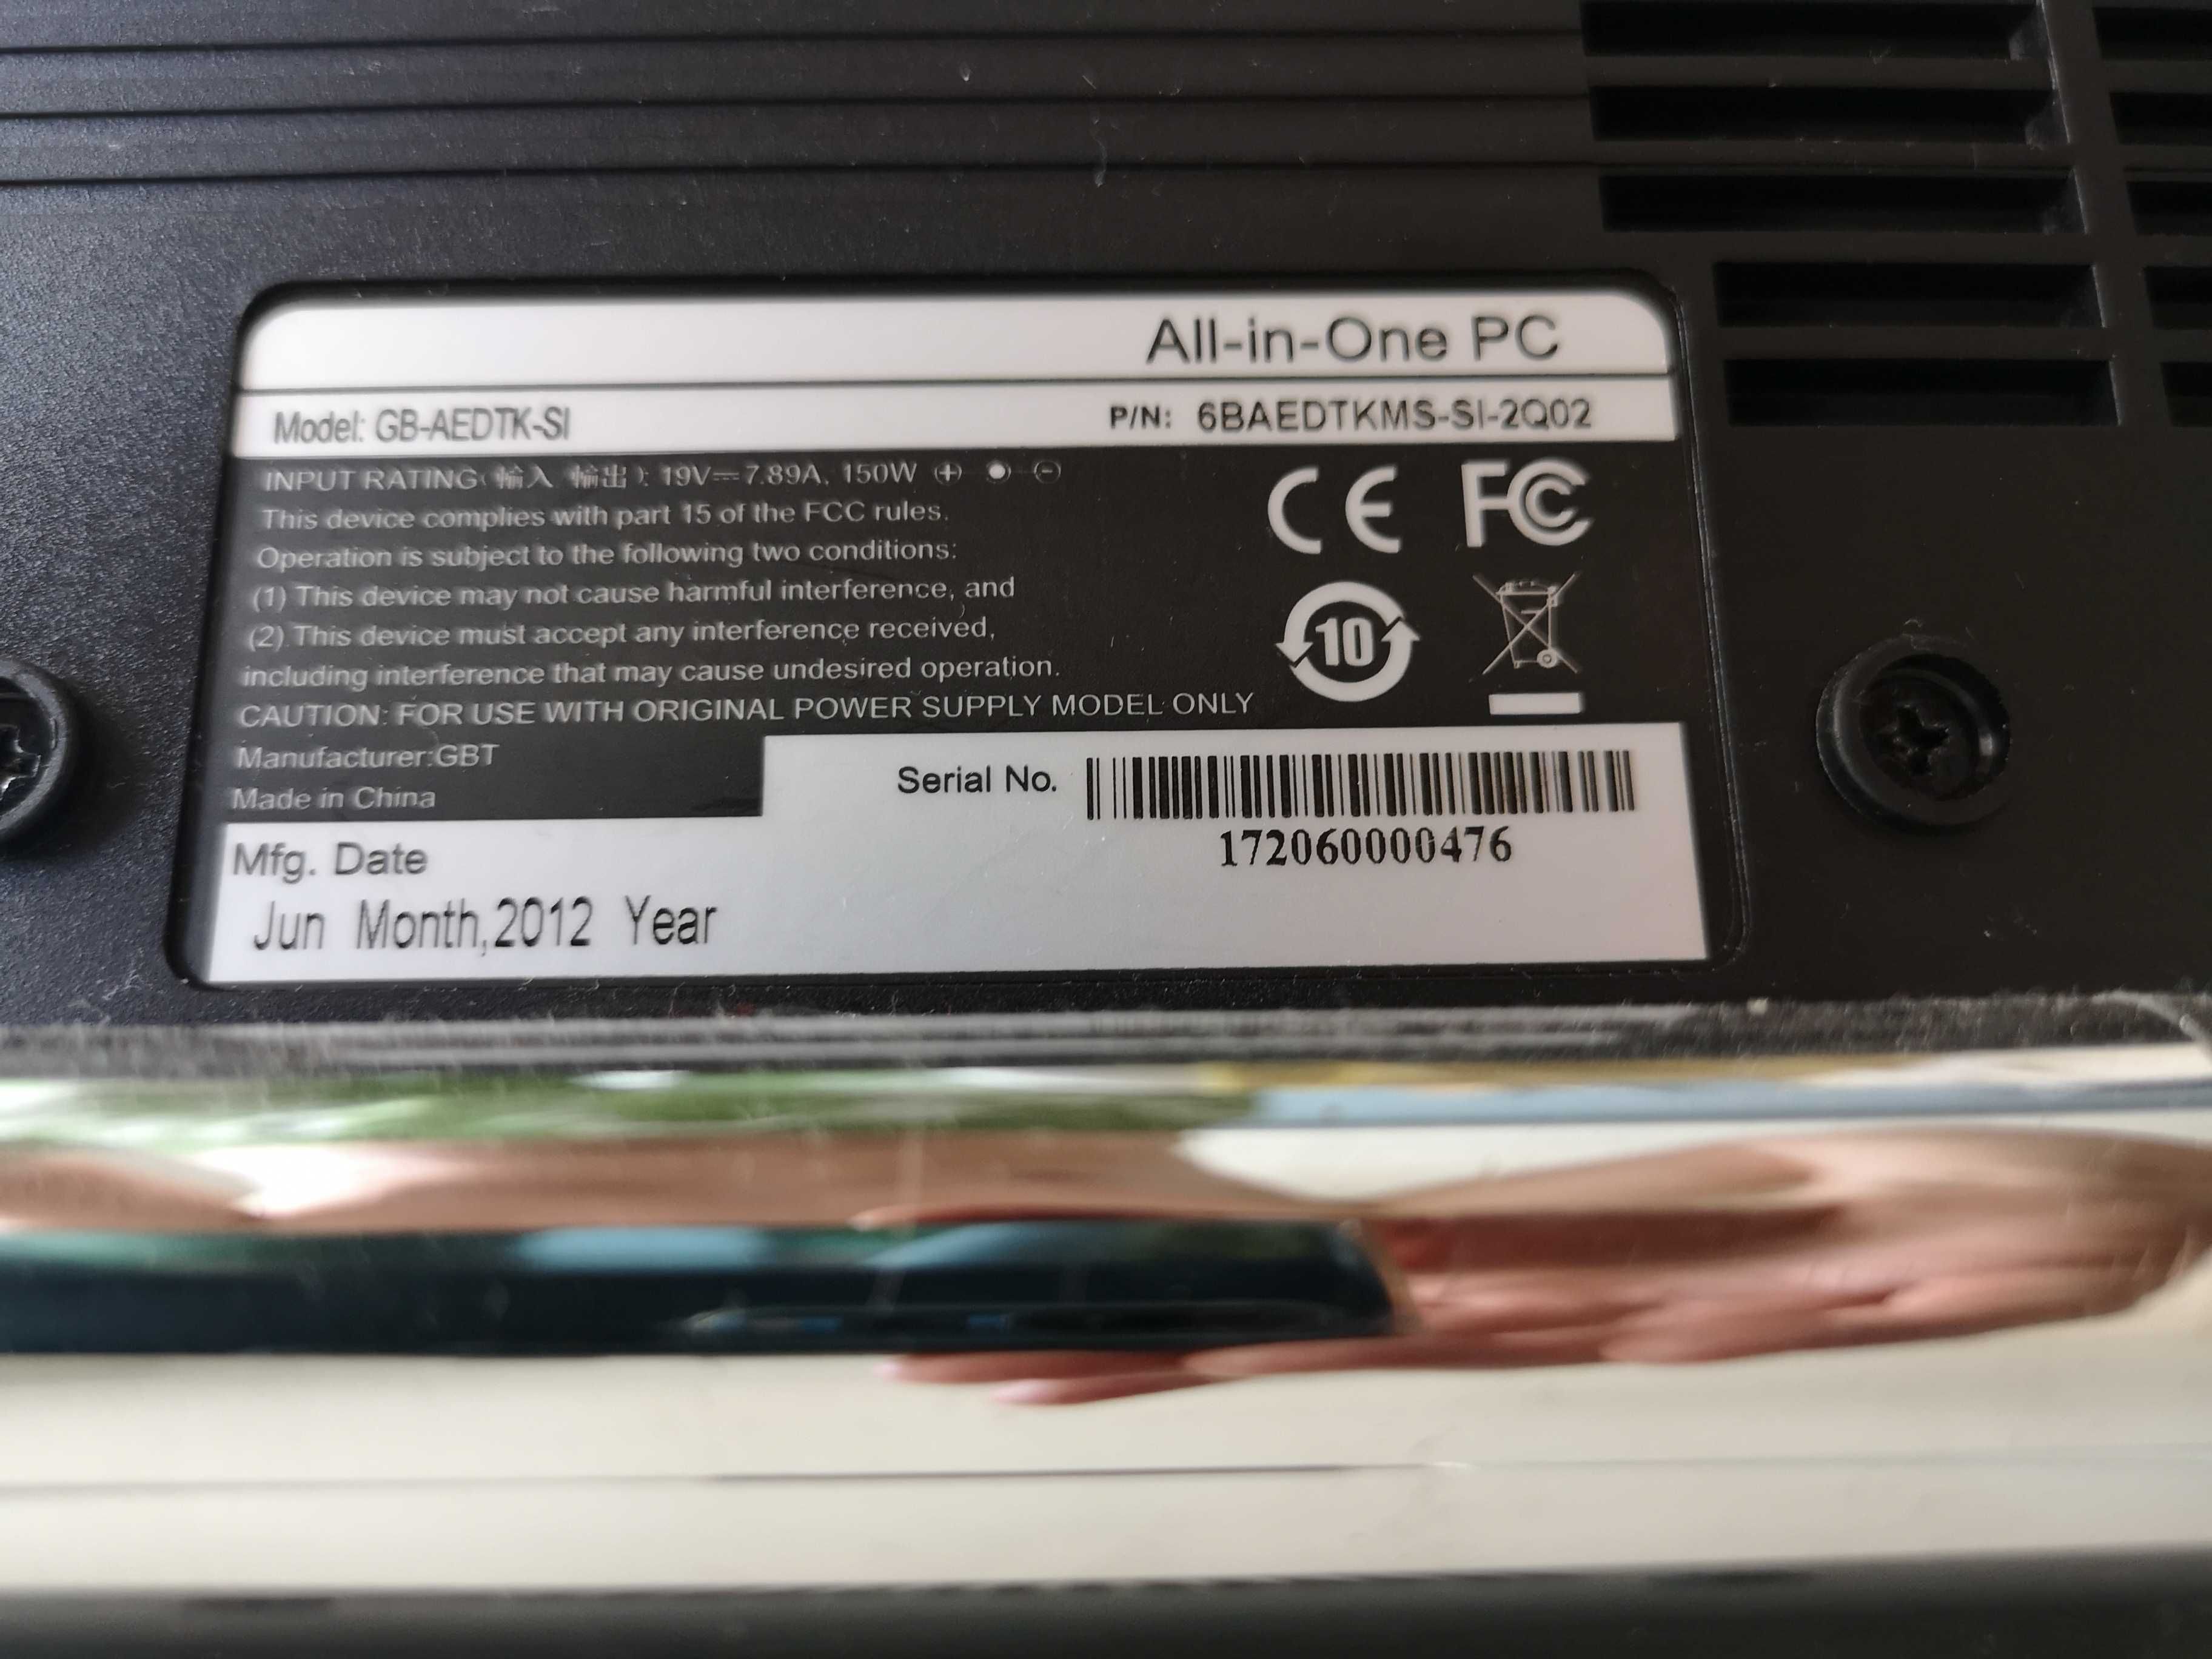 All-in-One PC
Model: GB-AEDTK-SI P/N: 6BAEDTKMS-SI-2Q02
INPUT RATING(輸入 輸出): 19V⎓7.89A, 150W
This device complies with part 15 of the FCC rules.
Operation is subject to the following two conditions:
(1) This device may not cause harmful interference, and
(2).This device must accept any interference received,
including interference that may cause undesired operation.
CAUTION: FOR USE WITH ORIGINAL POWER SUPPLY MODEL ONLY
CE FC
10
Manufacturer:GBT
Made in China
Serial No.
172060000476
Mfg. Date
Jun Month,2012 Year